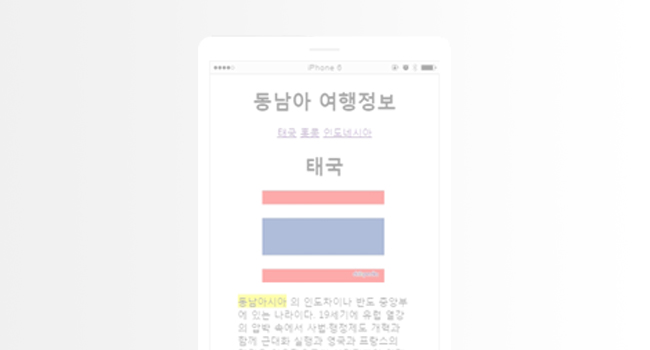 iPhone 6
동남아 여행정보
태국 홍콩 인도네시아
태국
동남아시아 의 인도차이나 반도 중앙부
에 있는 나라이다. 19세기에 유럽 열강
의 압박 속에서 사법·행정제도 개혁과
함께 근대화 실행과 영국과 프랑스의